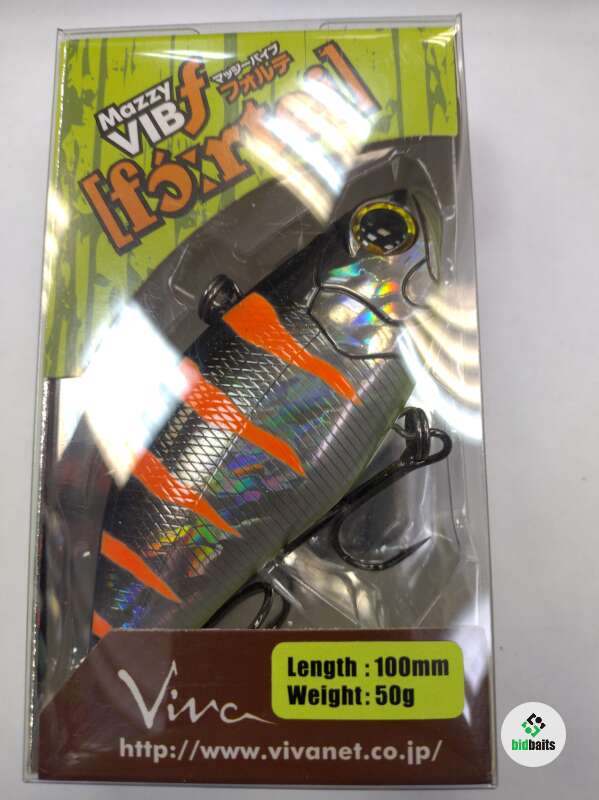 Mazzy
VIB f
マッジーバイブ
フォルテ
[fɔ́ːrtei]
Length : 100mm
Weight : 50g
Viva
http://www.vivanet.co.jp/
bidbaits